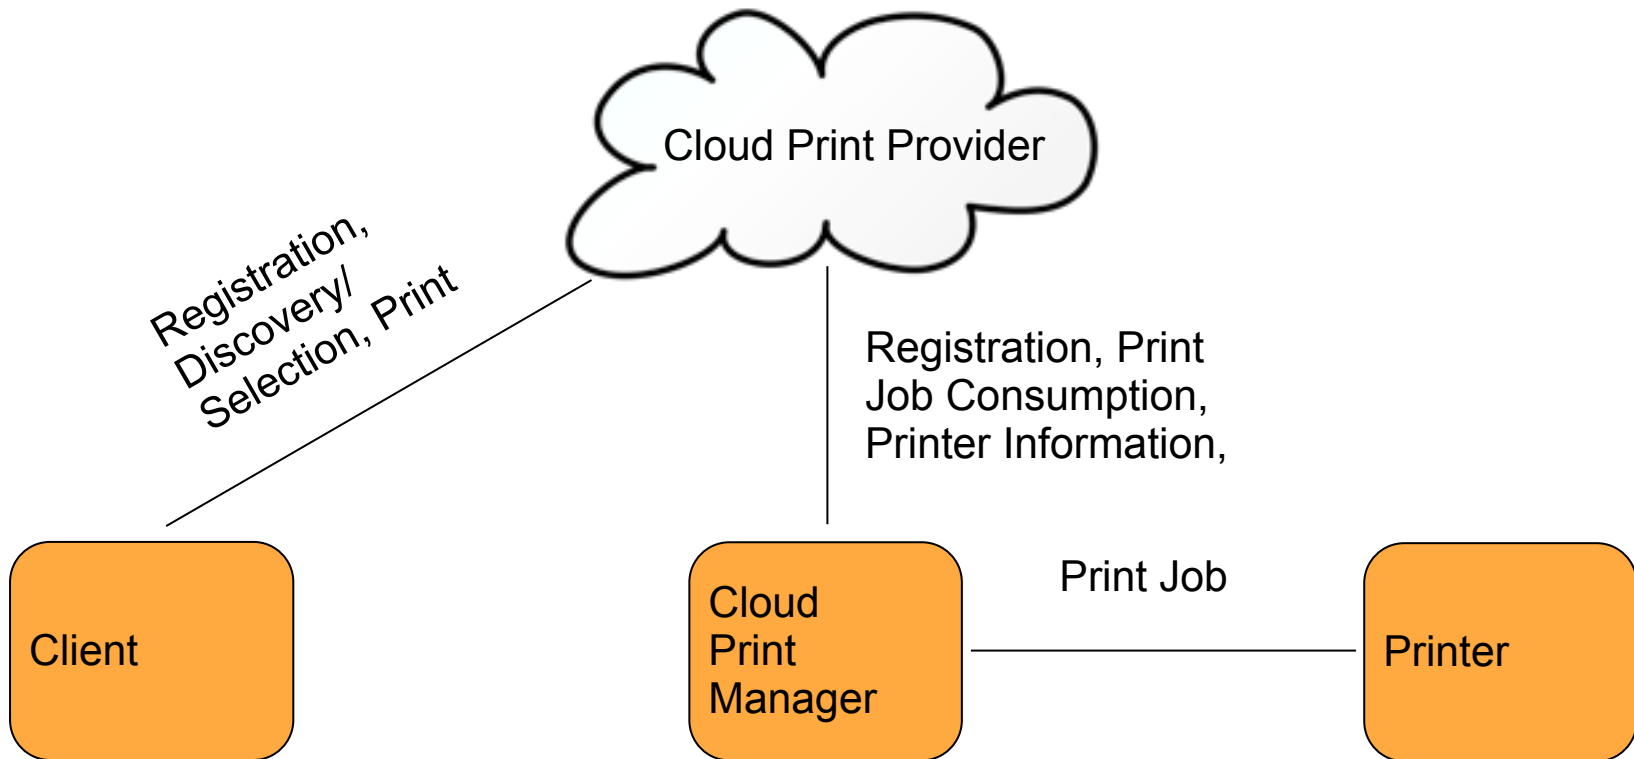 Cloud Print Provider
Registration,
Discovery/
Selection, Print
Registration, Print
Job Consumption,
Printer Information,
Client
Cloud
Print
Manager
Print Job
Printer